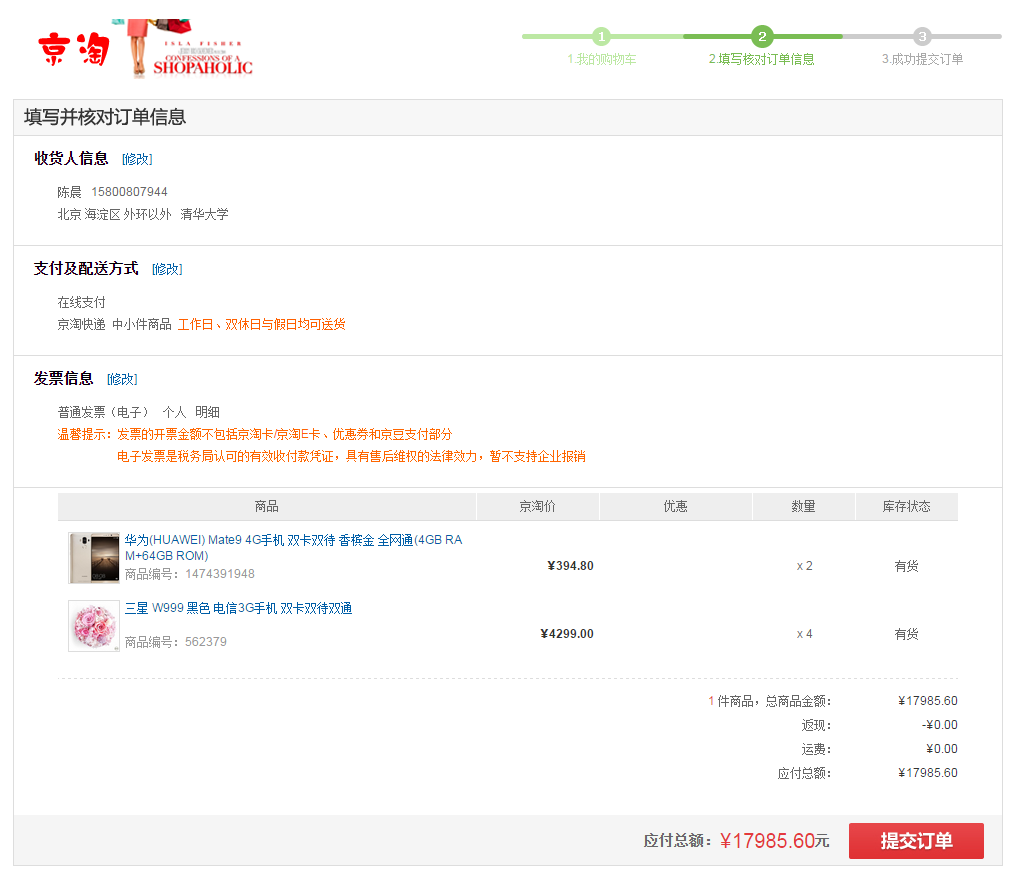 京淘
ISLA FISHER
CONFESSIONS OF A
SHOPAHOLIC
1 2 3
1.我的购物车 2.填写核对订单信息 3.成功提交订单
填写并核对订单信息
收货人信息 [修改]
陈晨 15800807944
北京 海淀区 外环以外 清华大学
支付及配送方式 [修改]
在线支付
京淘快递 中小件商品 工作日、双休日与假日均可送货
发票信息 [修改]
普通发票（电子） 个人 明细
温馨提示：发票的开票金额不包括京淘卡/京淘E卡、优惠券和京豆支付部分
电子发票是税务局认可的有效收付款凭证，具有售后维权的法律效力，暂不支持企业报销
商品 京淘价 优惠 数量 库存状态
华为(HUAWEI) Mate9 4G手机 双卡双待 香槟金 全网通(4GB RA
M+64GB ROM)
商品编号：1474391948
¥394.80 x 2 有货
三星 W999 黑色 电信3G手机 双卡双待双通
商品编号：562379
¥4299.00 x 4 有货
1 件商品，总商品金额： ¥17985.60
返现： -¥0.00
运费： ¥0.00
应付总额： ¥17985.60
应付总额：¥17985.60元 提交订单